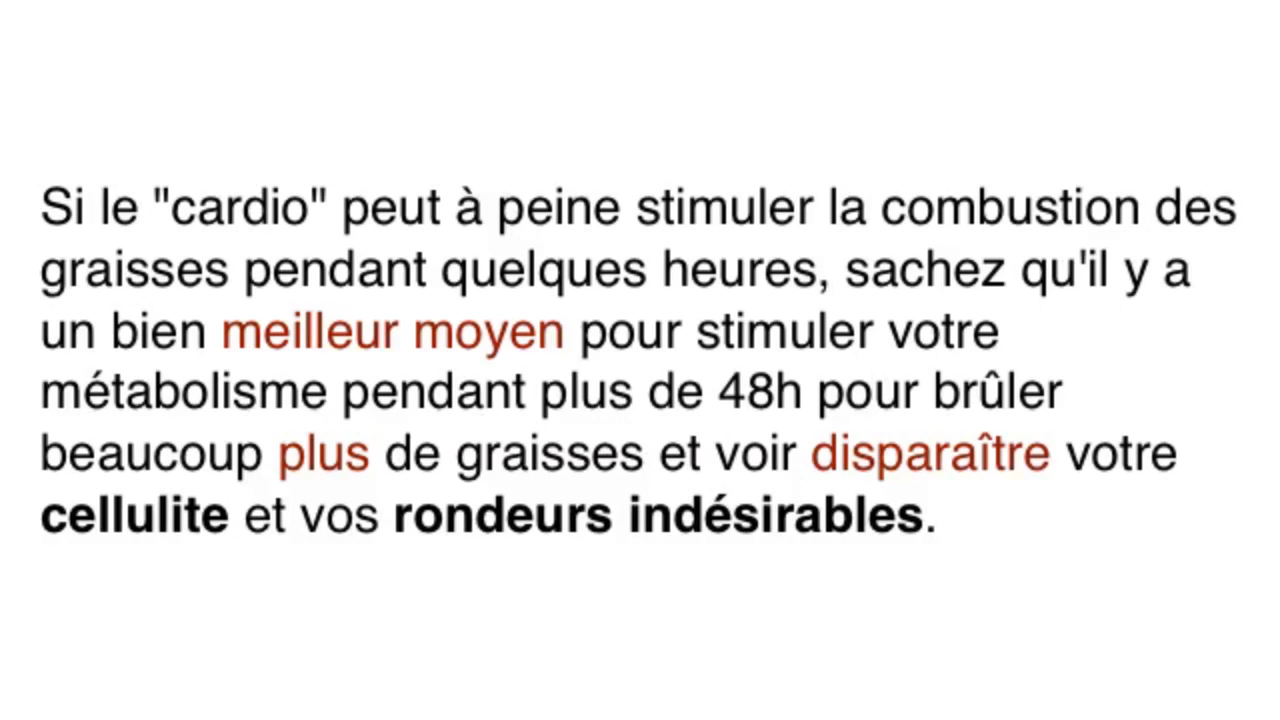 Si le "cardio" peut à peine stimuler la combustion des
graisses pendant quelques heures, sachez qu'il y a
un bien meilleur moyen pour stimuler votre
métabolisme pendant plus de 48h pour brûler
beaucoup plus de graisses et voir disparaître votre
cellulite et vos rondeurs indésirables.